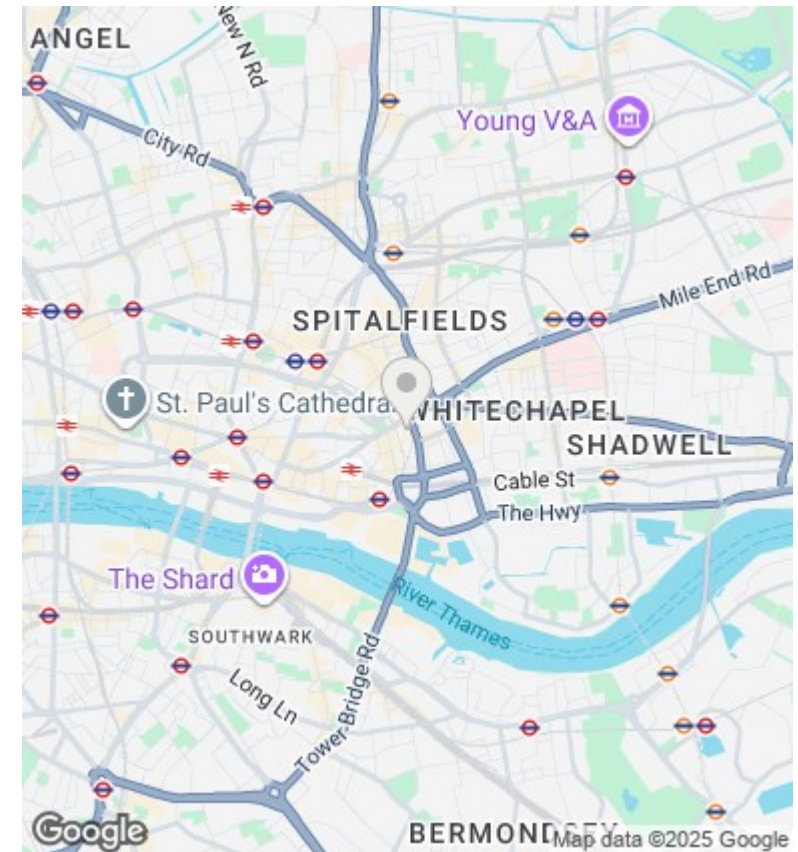 ANGEL
New N Rd
City Rd
Young V&A
Mile End Rd
SPITALFIELDS
St. Paul's Cathedral
WHITECHAPEL
SHADWELL
Cable St
The Hwy
The Shard
River Thames
SOUTHWARK
Long Ln
Tower Bridge Rd
BERMONDSEY
Google
Map data ©2025 Google